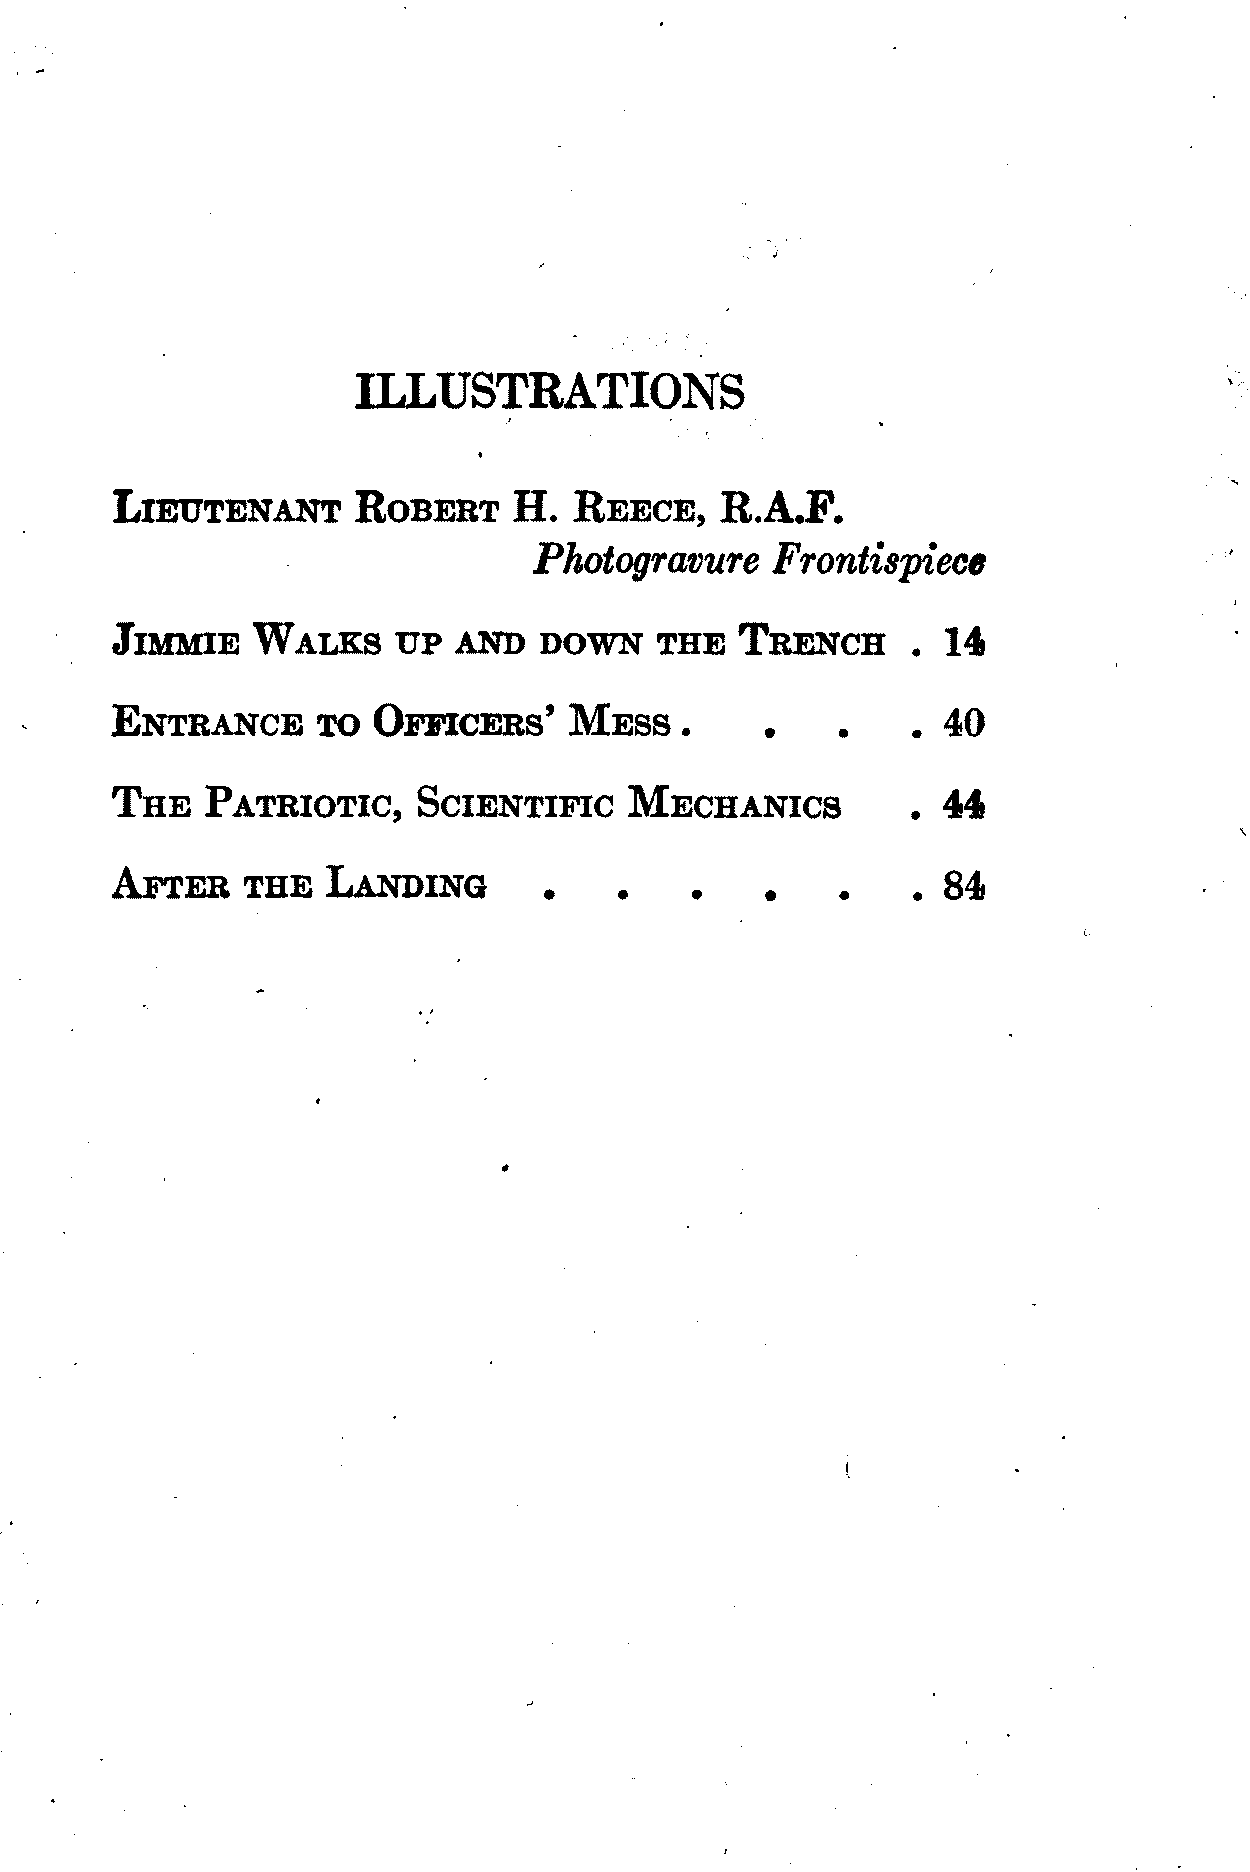 ILLUSTRATIONS
Lieutenant Robert H. Reece, R.A.F.
Photogravure Frontispiece
Jimmie Walks up and down the Trench . 14
Entrance to Officers' Mess . . . . 40
The Patriotic, Scientific Mechanics . 44
After the Landing . . . . . . 84